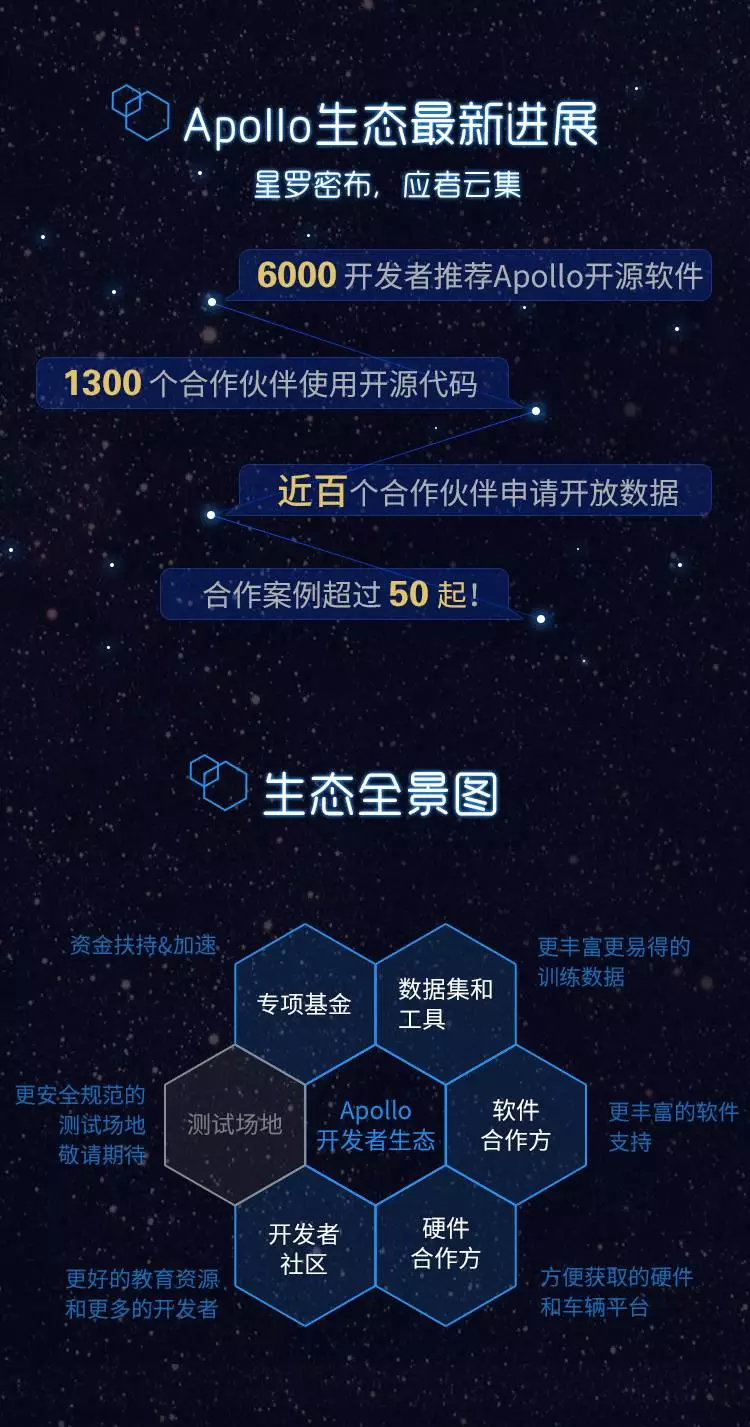 Apollo生态最新进展
星罗密布，应者云集
6000 开发者推荐Apollo开源软件
1300 个合作伙伴使用开源代码
近百个合作伙伴申请开放数据
合作案例超过 50 起！
生态全景图
资金扶持&加速
更丰富更易得的
训练数据
专项基金
数据集和
工具
更安全规范的
测试场地
敬请期待
测试场地
Apollo
开发者生态
软件
合作方
更丰富的软件
支持
开发者
社区
硬件
合作方
更好的教育资源
和更多的开发者
方便获取的硬件
和车辆平台